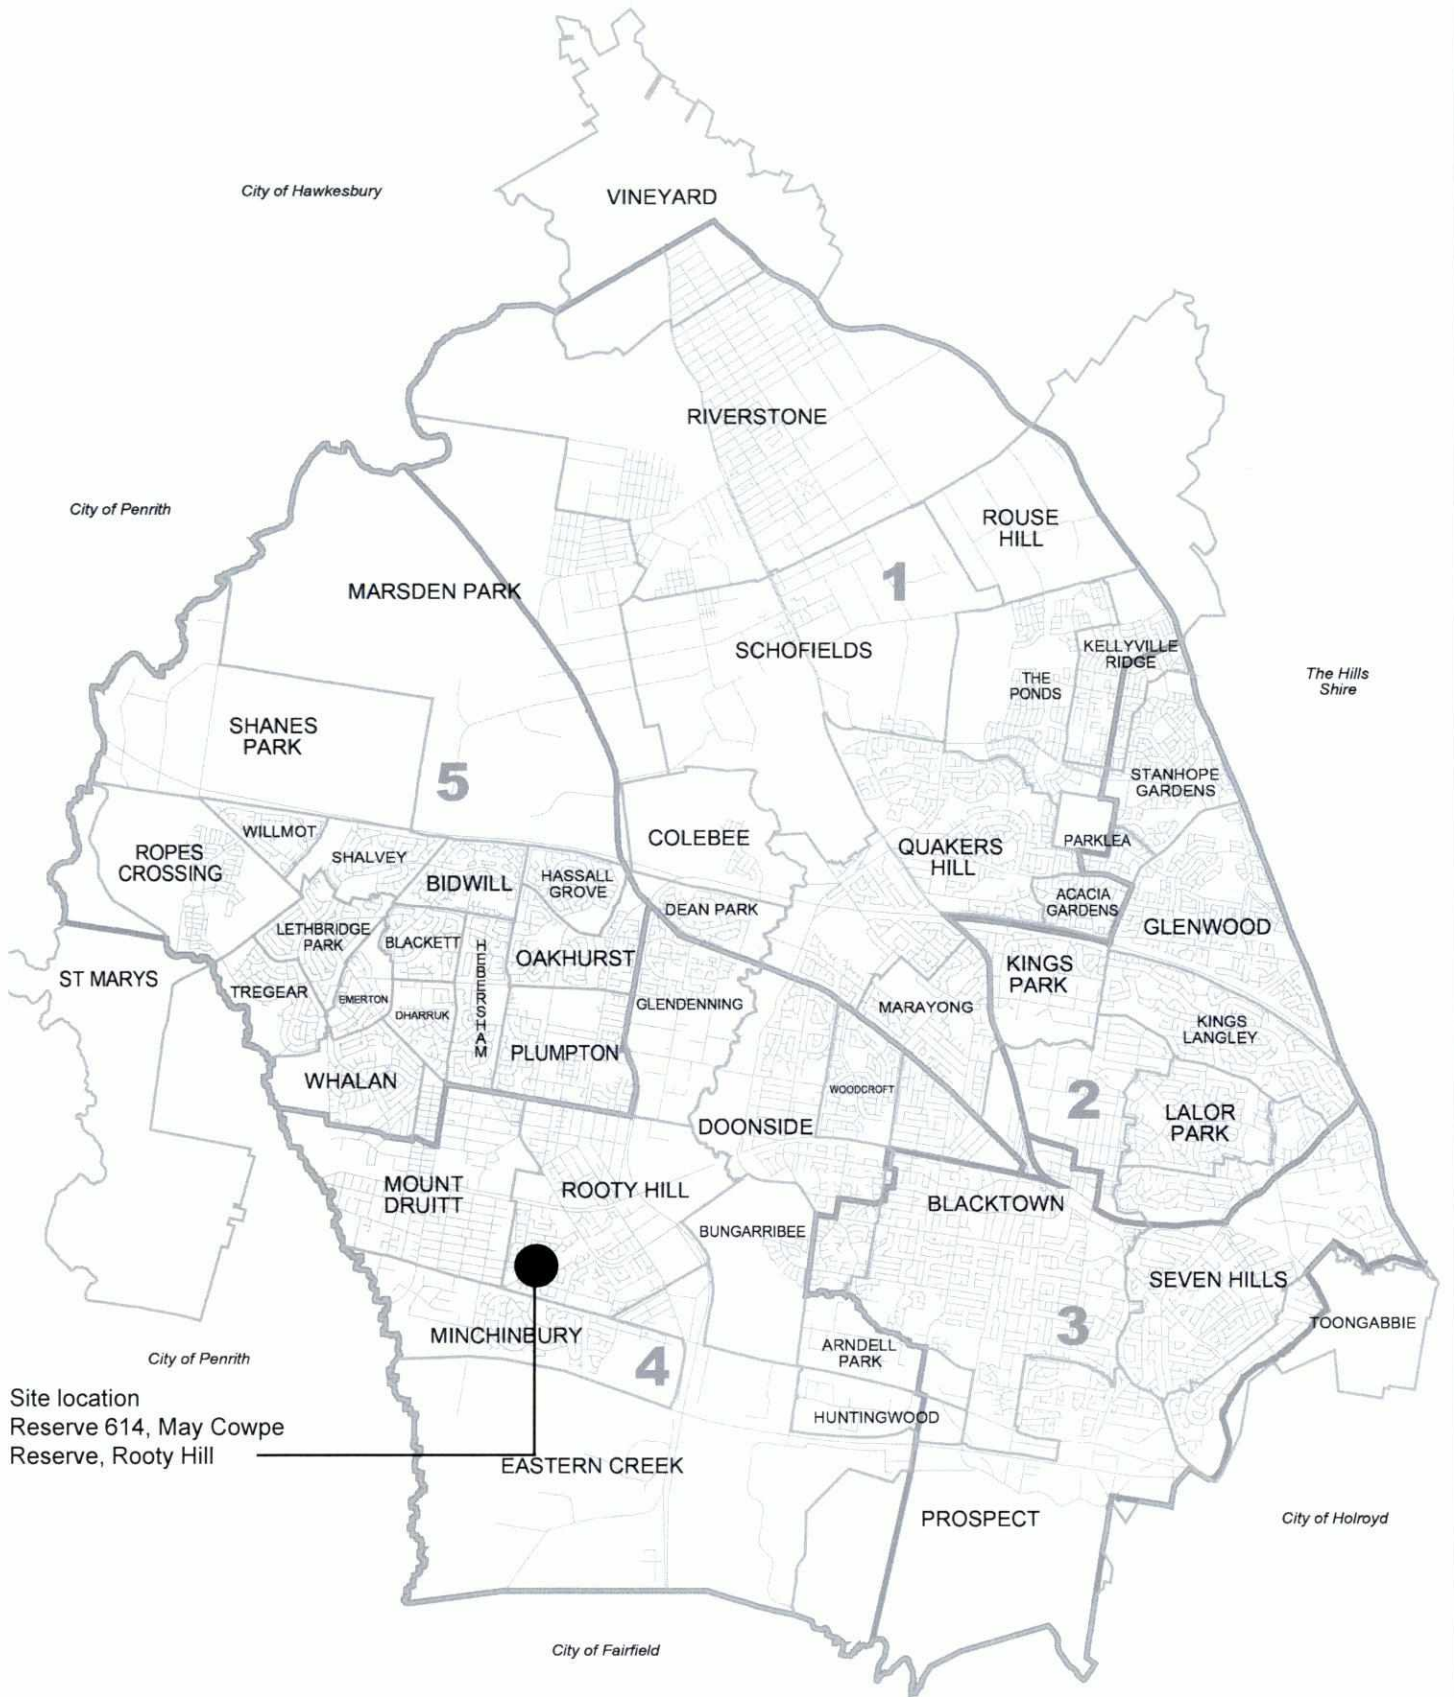 City of Hawkesbury
VINEYARD
RIVERSTONE
City of Penrith
ROUSE
HILL
1
MARSDEN PARK
SCHOFIELDS
KELLYVILLE
RIDGE
THE
PONDS
The Hills
Shire
SHANES
PARK
5
STANHOPE
GARDENS
WILLMOT
COLEBEE
PARKLEA
QUAKERS
HILL
ROPES
CROSSING
SHALVEY
BIDWILL
HASSALL
GROVE
ACACIA
GARDENS
DEAN PARK
GLENWOOD
LETHBRIDGE
PARK
BLACKETT
HEBERSHAM
OAKHURST
KINGS
PARK
ST MARYS
TREGEAR
EMERTON
DHARRUK
GLENDENNING
MARAYONG
KINGS
LANGLEY
PLUMPTON
WHALAN
WOODCROFT
2
LALOR
PARK
DOONSIDE
MOUNT
DRUITT
ROOTY HILL
BLACKTOWN
BUNGARRIBEE
SEVEN HILLS
MINCHINBURY
3
TOONGABBIE
ARNDELL
PARK
4
City of Penrith
Site location
Reserve 614, May Cowpe
Reserve, Rooty Hill
HUNTINGWOOD
EASTERN CREEK
PROSPECT
City of Holroyd
City of Fairfield